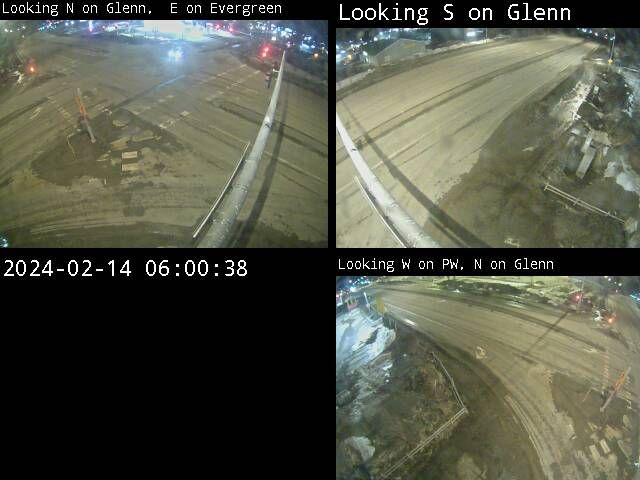 Looking N on Glenn,  E on Evergreen
Looking S on Glenn
2024-02-14 06:00:38
Looking W on PW, N on Glenn